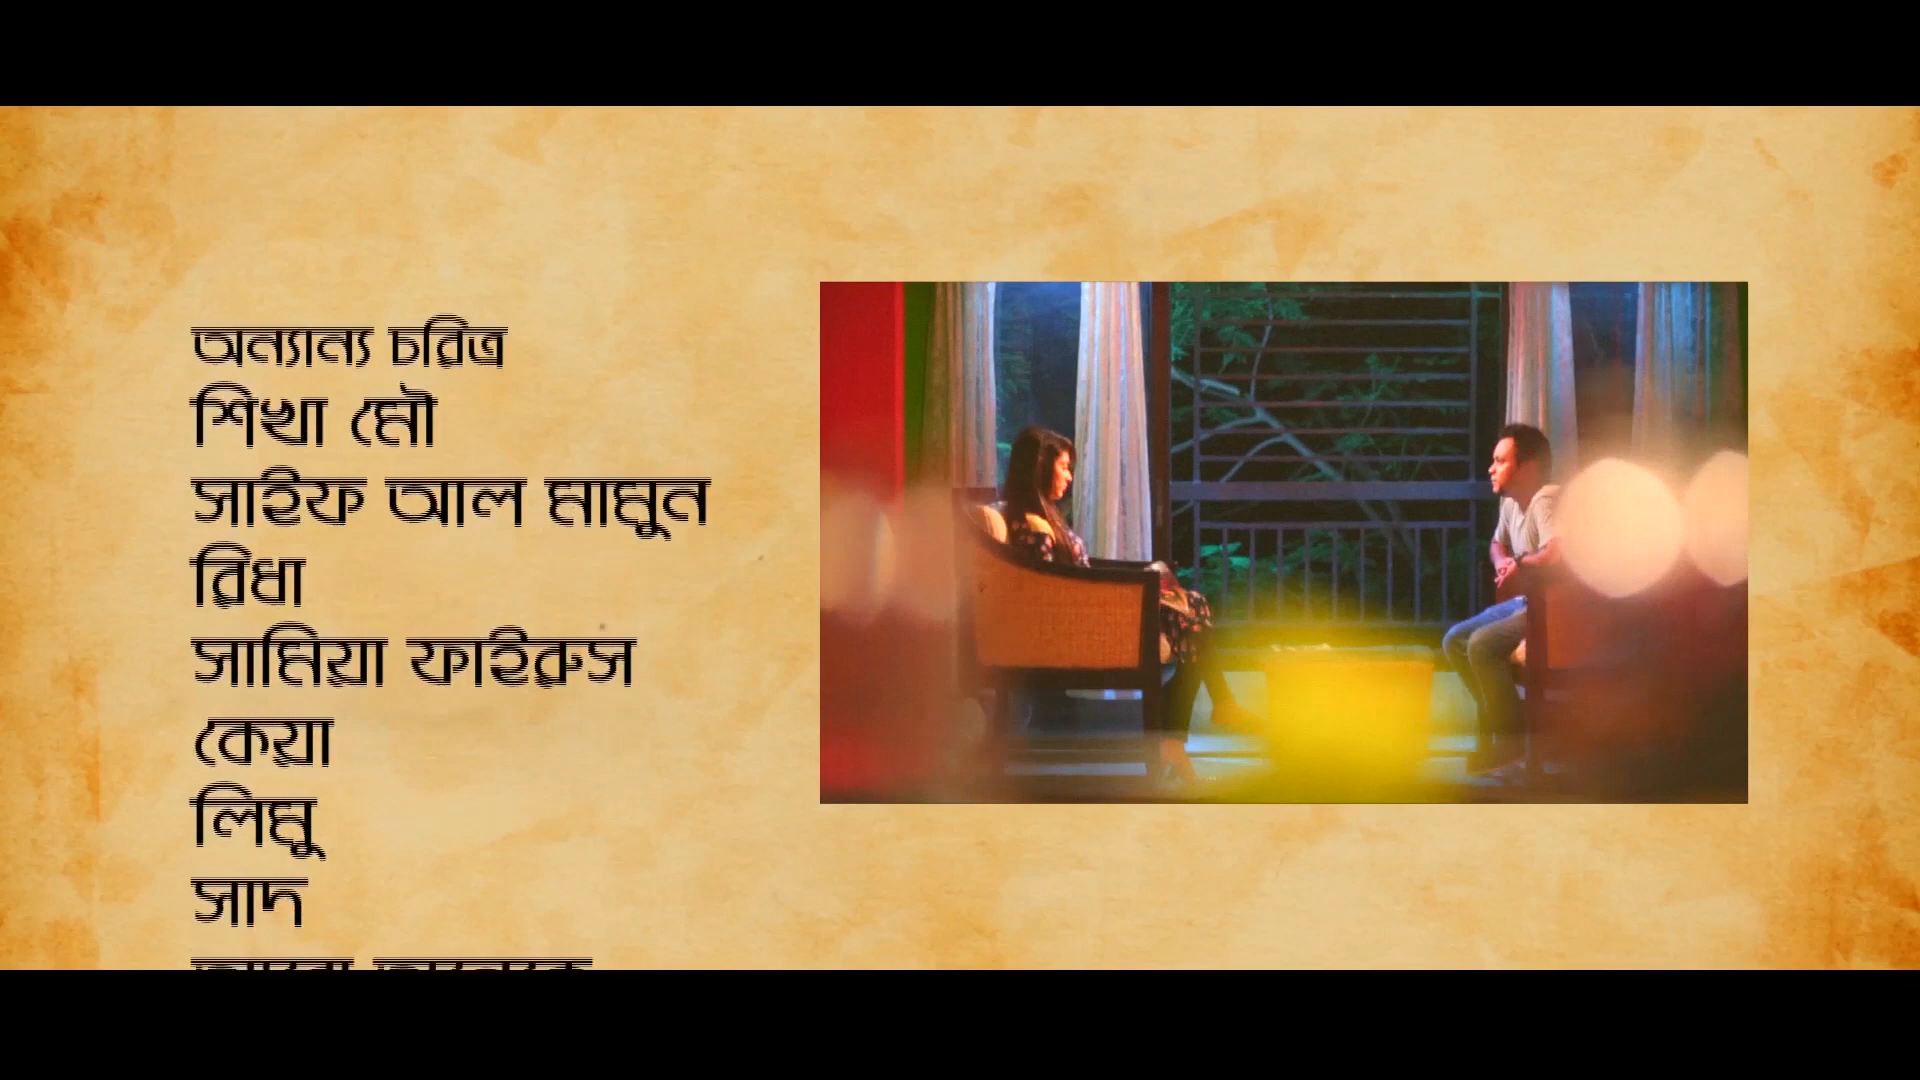 অন্যান্য চরিত্র
শিখা মৌ
সাইফ আল মামুন
রিধা
সামিয়া ফাইরুস
কেয়া
লিমু
সাদ